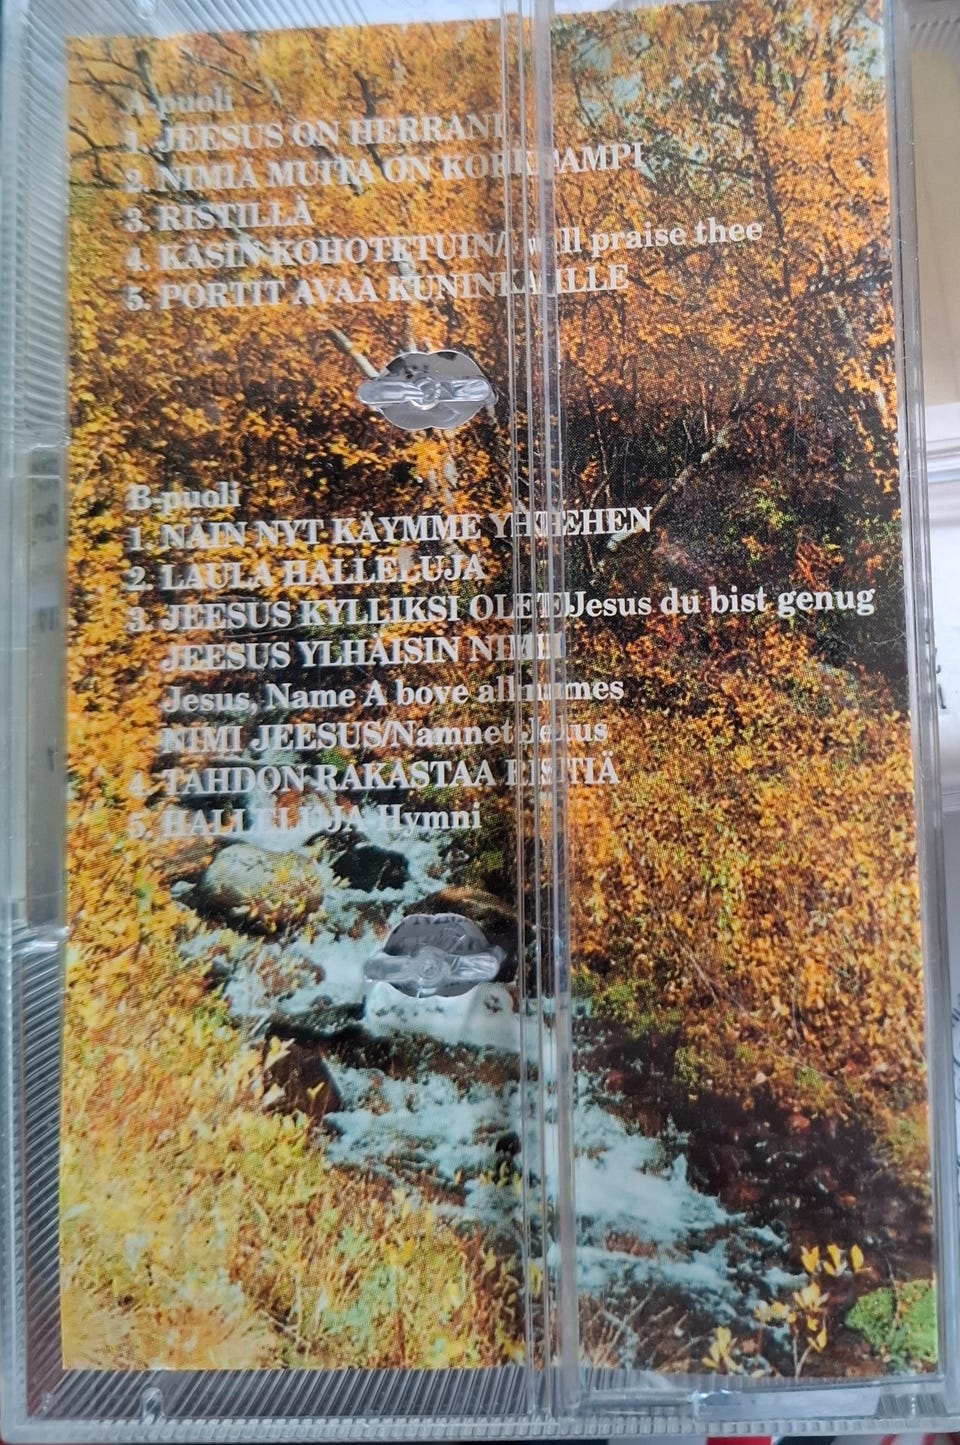 A-puoli
1. JEESUS ON HERRANI
2. NIMIÄ MUITA ON KORKEAMPI
3. RISTILLÄ
4. KÄSIN KOHOTETUIN/I will praise thee
5. PORTIT AVAA KUNINKAALLE
B-puoli
1. NÄIN NYT KÄYMME YHTEHEN
2. LAULA HALLELUJA
3. JEESUS KYLLIKSI OLET/Jesus du bist genug
JEESUS YLHÄISIN NIMI
Jesus, Name A bove all names
NIMI JEESUS/Namnet Jesus
4. TAHDON RAKASTAA RISTIÄ
5. HALLELUJA Hymni